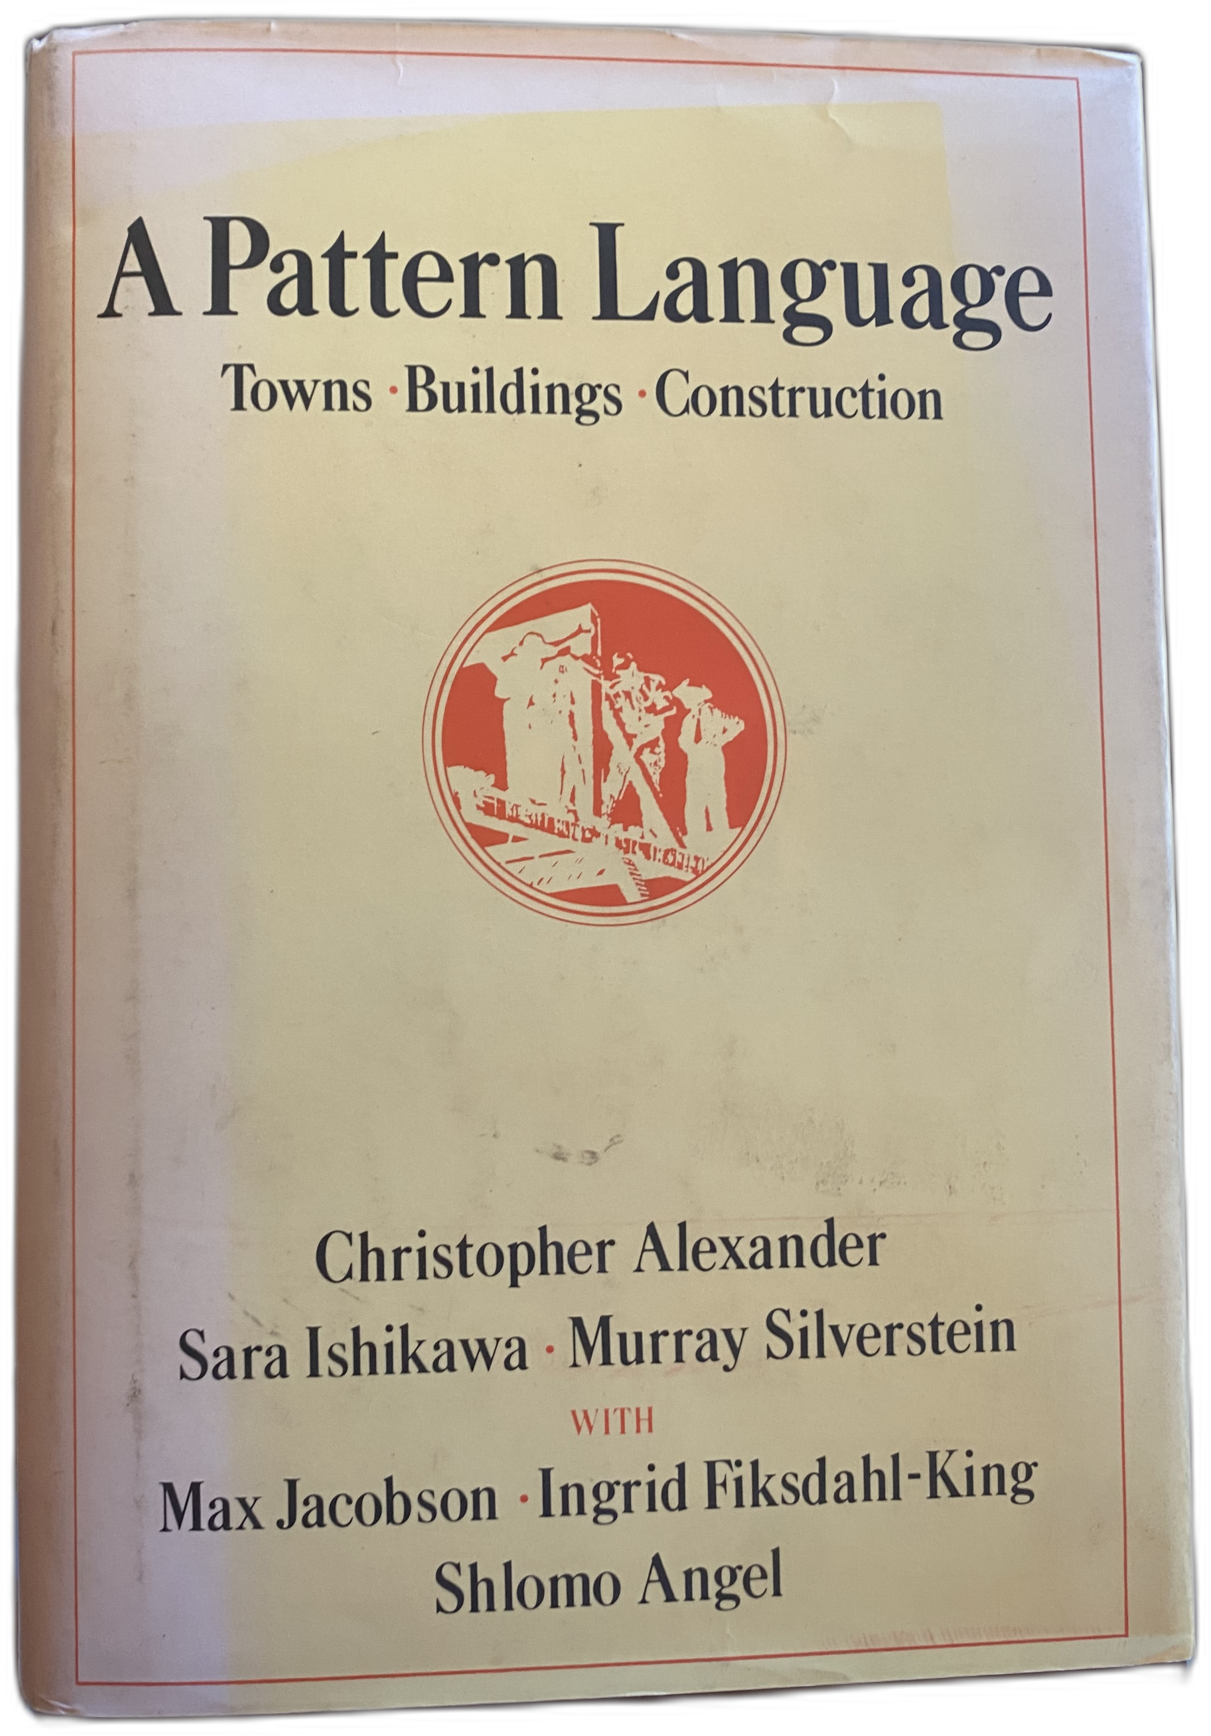 A Pattern Language
Towns · Buildings · Construction
Christopher Alexander
Sara Ishikawa · Murray Silverstein
WITH
Max Jacobson · Ingrid Fiksdahl-King
Shlomo Angel